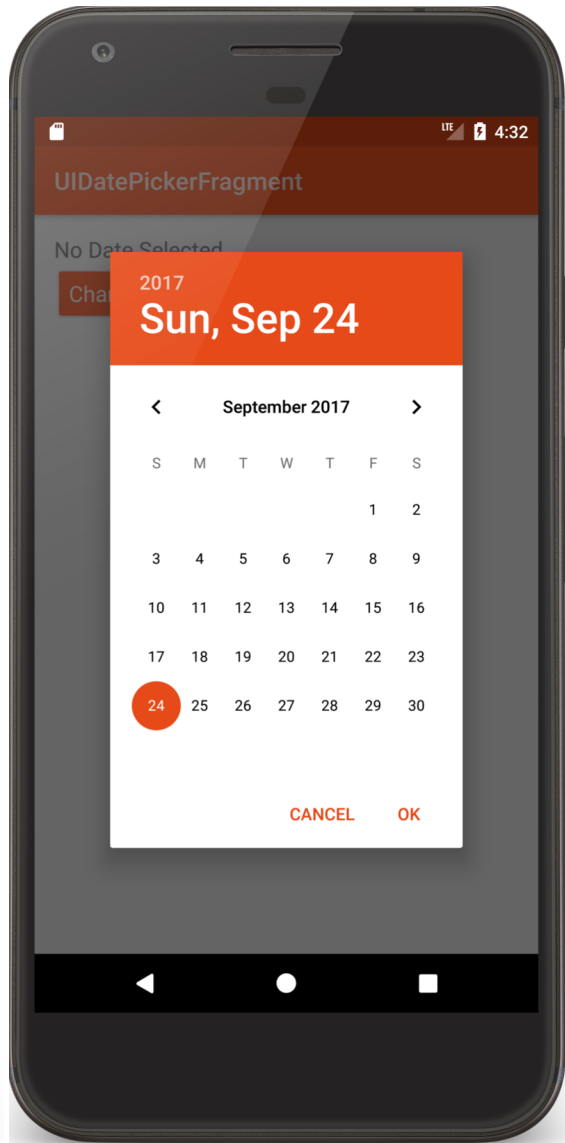 LTE 4:32
UIDatePickerFragment
No Date Selected
2017
Sun, Sep 24
September 2017
S M T W T F S
1 2
3 4 5 6 7 8 9
10 11 12 13 14 15 16
17 18 19 20 21 22 23
24 25 26 27 28 29 30
CANCEL OK